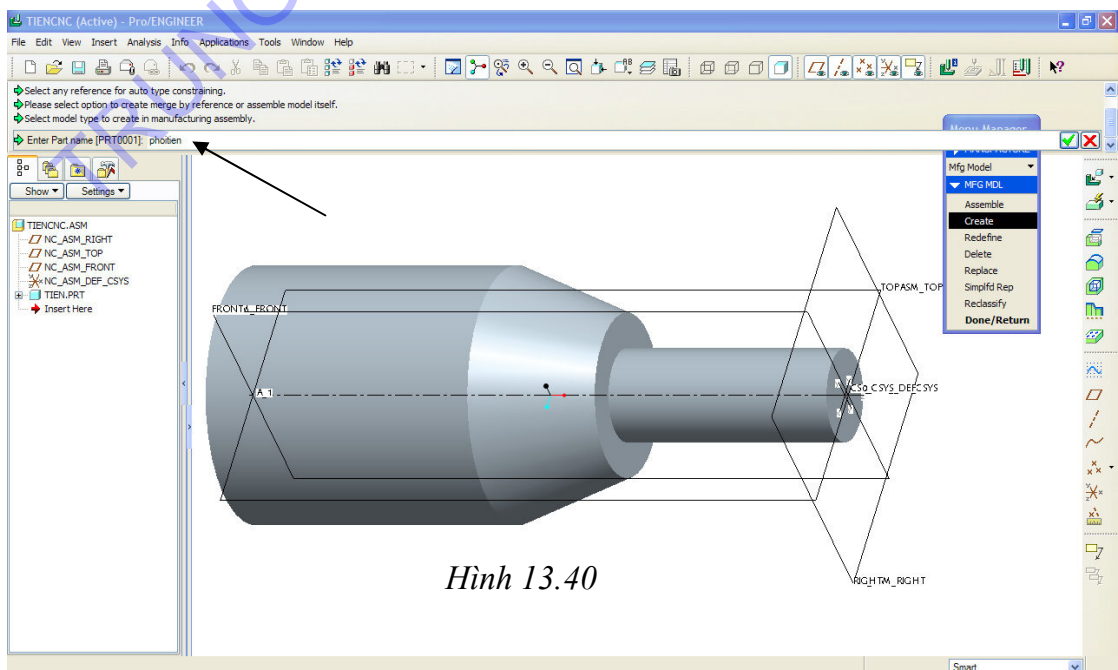 TIENCNC (Active) - Pro/ENGINEER
File Edit View Insert Analysis Info Applications Tools Window Help
Select any reference for auto type constraining.
Please select option to create merge by reference or assemble model itself.
Select model type to create in manufacturing assembly.
Enter Part name [PRT0001]: phoitien
Menu Manager
MANUFACTURE
Mfg Model
MFG MDL
Assemble
Create
Redefine
Delete
Replace
Simplfd Rep
Reclassify
Done/Return
Show Settings
TIENCNC.ASM
NC_ASM_RIGHT
NC_ASM_TOP
NC_ASM_FRONT
NC_ASM_DEF_CSYS
TIEN.PRT
Insert Here
TOPASM_TOP
A_1
Hình 13.40
Smart
TRUNG